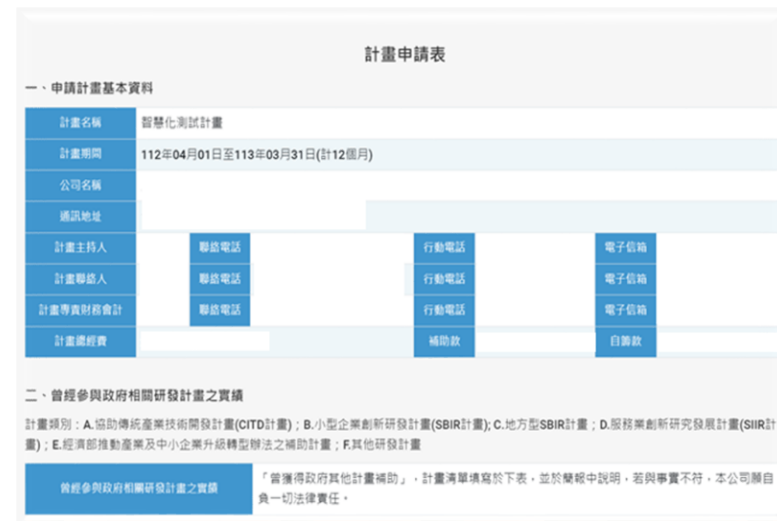 計畫申請表
一、申請計畫基本資料
計畫名稱 智慧化測試計畫
計畫期間 112年04月01日至113年03月31日(計12個月)
公司名稱
通訊地址
計畫主持人 聯絡電話 行動電話 電子信箱
計畫聯絡人 聯絡電話 行動電話 電子信箱
計畫專責財務會計 聯絡電話 行動電話 電子信箱
計畫總經費 補助款 自籌款
二、曾經參與政府相關研發計畫之實績
計畫類別：A.協助傳統產業技術開發計畫(CITD計畫)；B.小型企業創新研發計畫(SBIR計畫); C.地方型SBIR計畫；D.服務業創新研究發展計畫(SIIR計
畫)；E.經濟部推動產業及中小企業升級轉型辦法之補助計畫；F.其他研發計畫
曾經參與政府相關研發計畫之實績
「曾獲得政府其他計畫補助」，計畫清單填寫於下表，並於簡報中說明，若與事實不符，本公司願自
負一切法律責任。